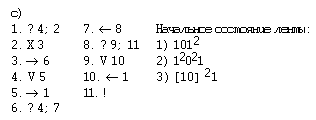 c)
1. ? 4; 2 7. ← 8 Начальное состояние ленты:
2. X 3 8. ? 9; 11 1) 101²
3. → 6 9. V 10 2) 1²0²1
4. V 5 10. ← 1 3) [10] ²1
5. → 1 11. !
6. ? 4; 7